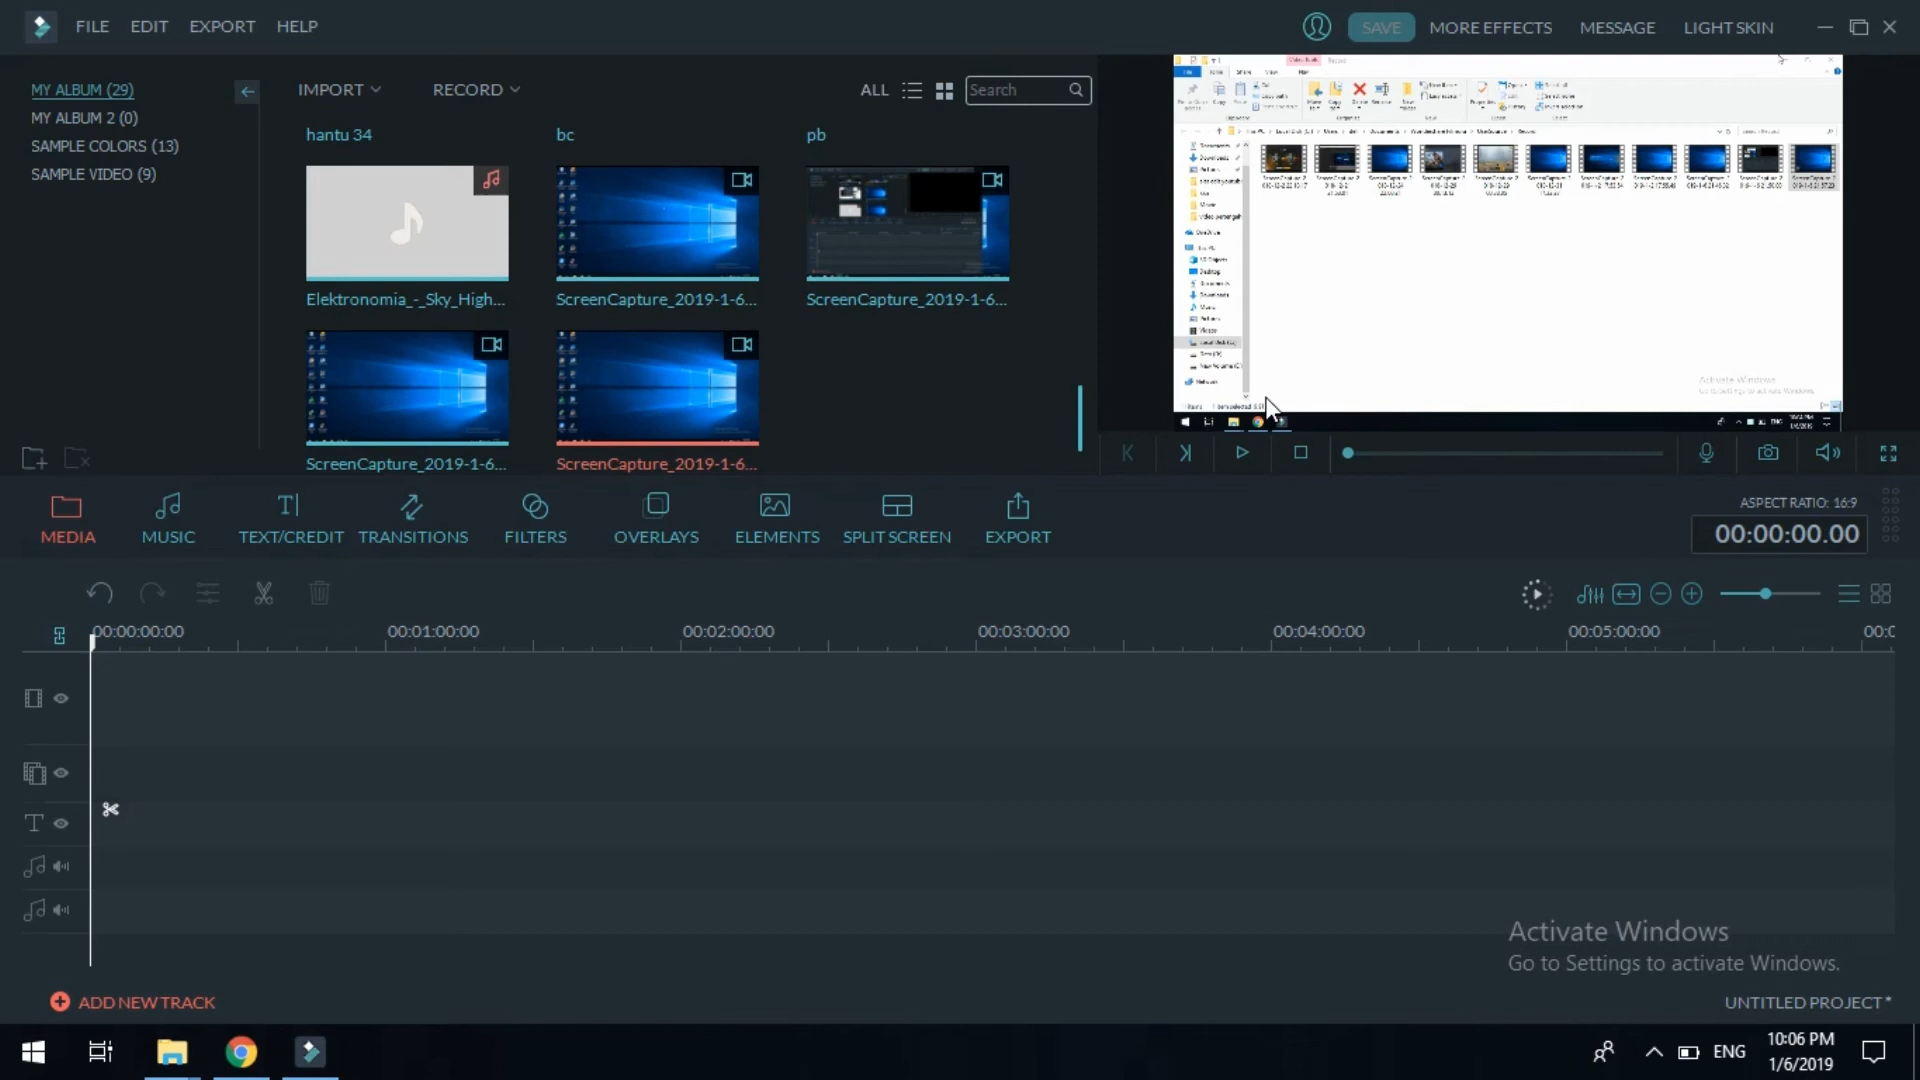 FILE EDIT EXPORT HELP
SAVE MORE EFFECTS MESSAGE LIGHT SKIN
MY ALBUM (29)
MY ALBUM 2 (0)
SAMPLE COLORS (13)
SAMPLE VIDEO (9)
IMPORT RECORD ALL Search
hantu 34 bc pb
Elektronomia_-_Sky_High... ScreenCapture_2019-1-6... ScreenCapture_2019-1-6...
ScreenCapture_2019-1-6... ScreenCapture_2019-1-6...
MEDIA MUSIC TEXT/CREDIT TRANSITIONS FILTERS OVERLAYS ELEMENTS SPLIT SCREEN EXPORT
ASPECT RATIO: 16:9
00:00:00.00
00:00:00:00 00:01:00:00 00:02:00:00 00:03:00:00 00:04:00:00 00:05:00:00
Activate Windows
Go to Settings to activate Windows.
ADD NEW TRACK
UNTITLED PROJECT *
ENG
10:06 PM
1/6/2019